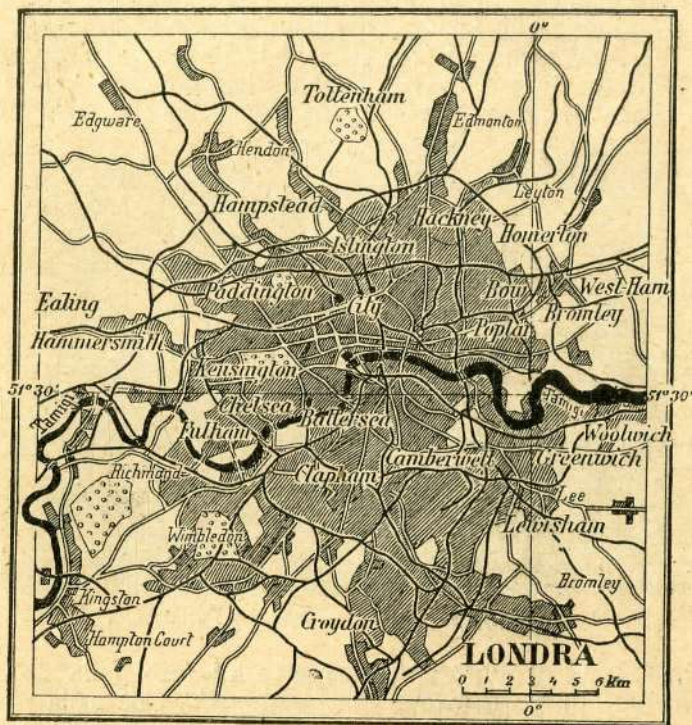 0°
Tottenham
Edgware
Edmonton
Hendon
Leyton
Hampstead
Hackney
Homerton
Islington
Paddington
City
Bow
West-Ham
Ealing
Poplar
Bromley
Hammersmith
Kensington
51° 30'
51° 30'
Tamigi
Chelsea
Tamigi
Fulham
Battersea
Woolwich
Richmond
Clapham
Camberwell
Greenwich
Lee
Wimbledon
Lewisham
Bromley
Kingston
Croydon
Hampton Court
LONDRA
0 1 2 3 4 5 6 km
0°